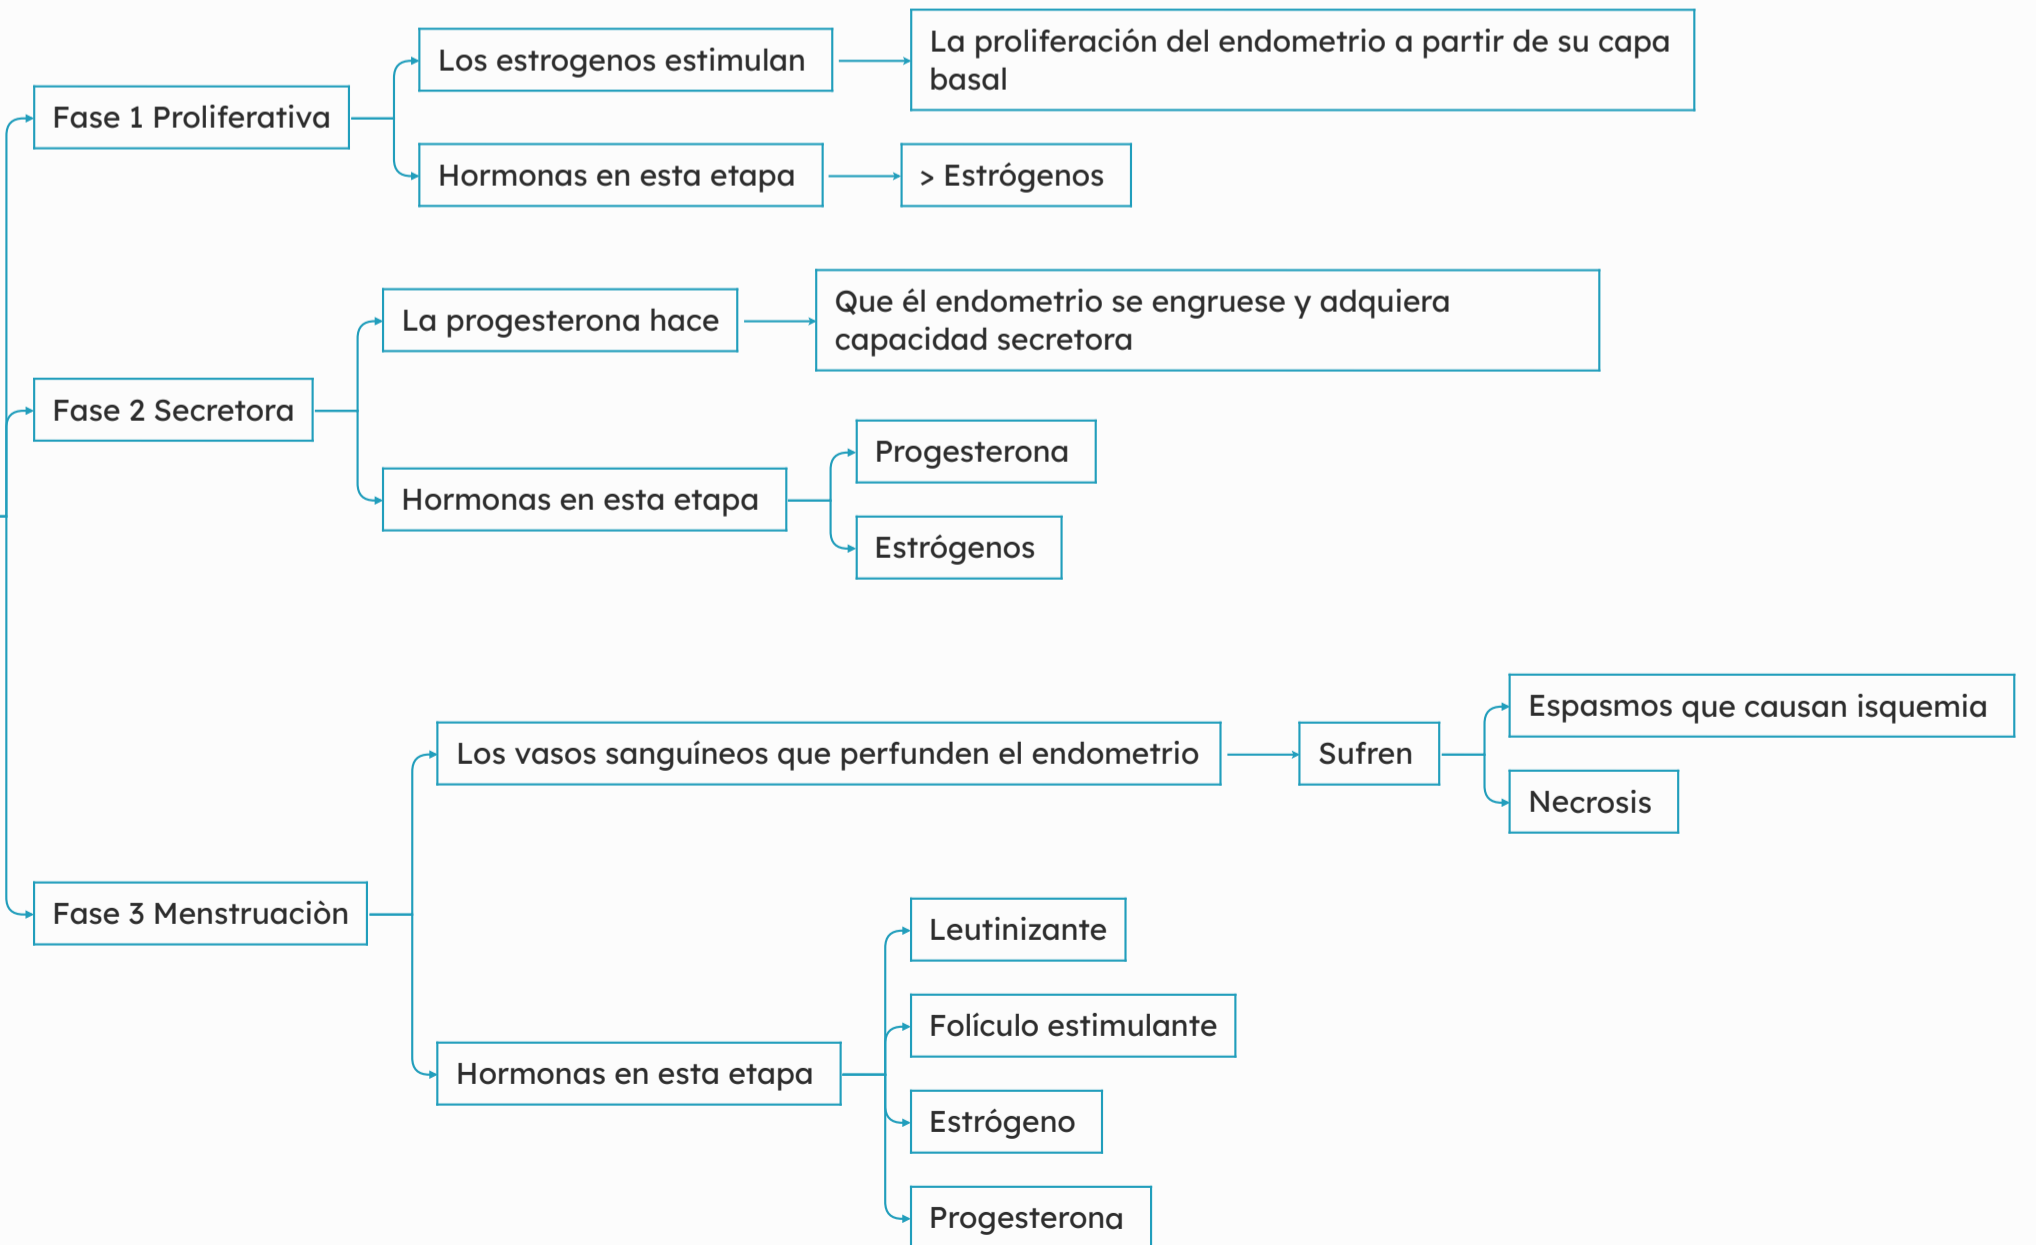 Fase 1 Proliferativa
Los estrogenos estimulan
La proliferación del endometrio a partir de su capa
basal
Hormonas en esta etapa
> Estrógenos
Fase 2 Secretora
La progesterona hace
Que él endometrio se engruese y adquiera
capacidad secretora
Hormonas en esta etapa
Progesterona
Estrógenos
Fase 3 Menstruaciòn
Los vasos sanguíneos que perfunden el endometrio
Sufren
Espasmos que causan isquemia
Necrosis
Hormonas en esta etapa
Leutinizante
Folículo estimulante
Estrógeno
Progesterona